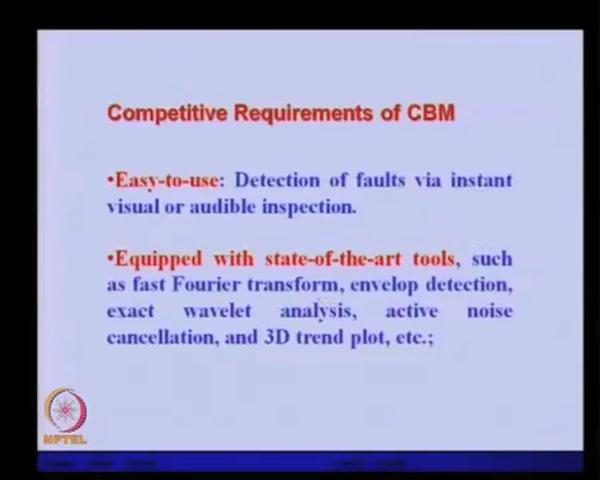 Competitive Requirements of CBM
•Easy-to-use: Detection of faults via instant
visual or audible inspection.
•Equipped with state-of-the-art tools, such
as fast Fourier transform, envelop detection,
exact wavelet analysis, active noise
cancellation, and 3D trend plot, etc.;
NPTEL